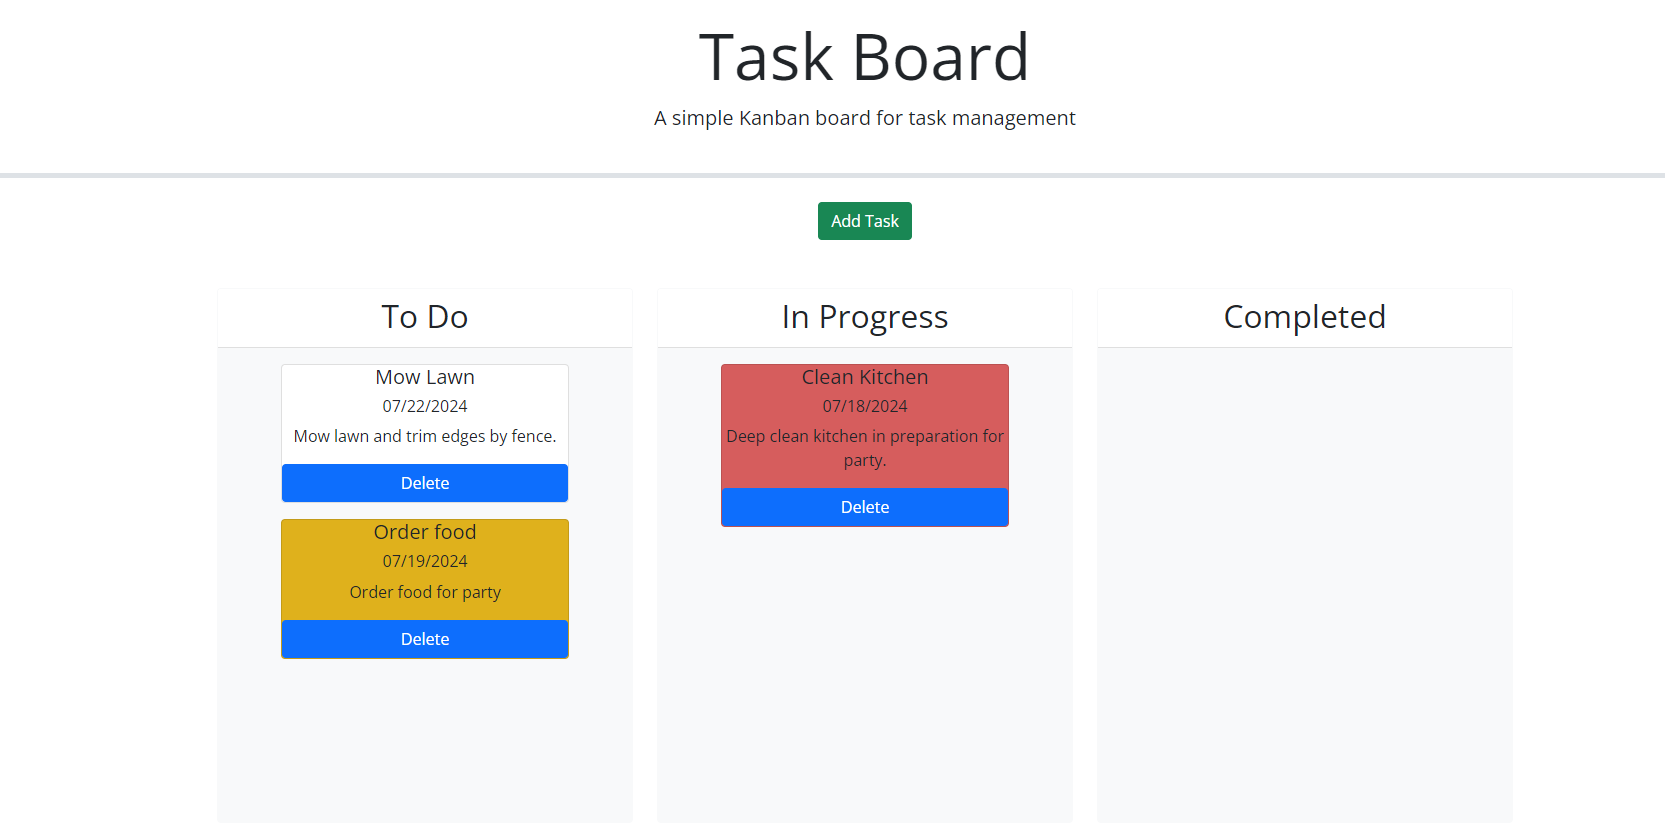 Task Board
A simple Kanban board for task management
Add Task
To Do
Mow Lawn
07/22/2024
Mow lawn and trim edges by fence.
Delete
Order food
07/19/2024
Order food for party
Delete
In Progress
Clean Kitchen
07/18/2024
Deep clean kitchen in preparation for
party.
Delete
Completed